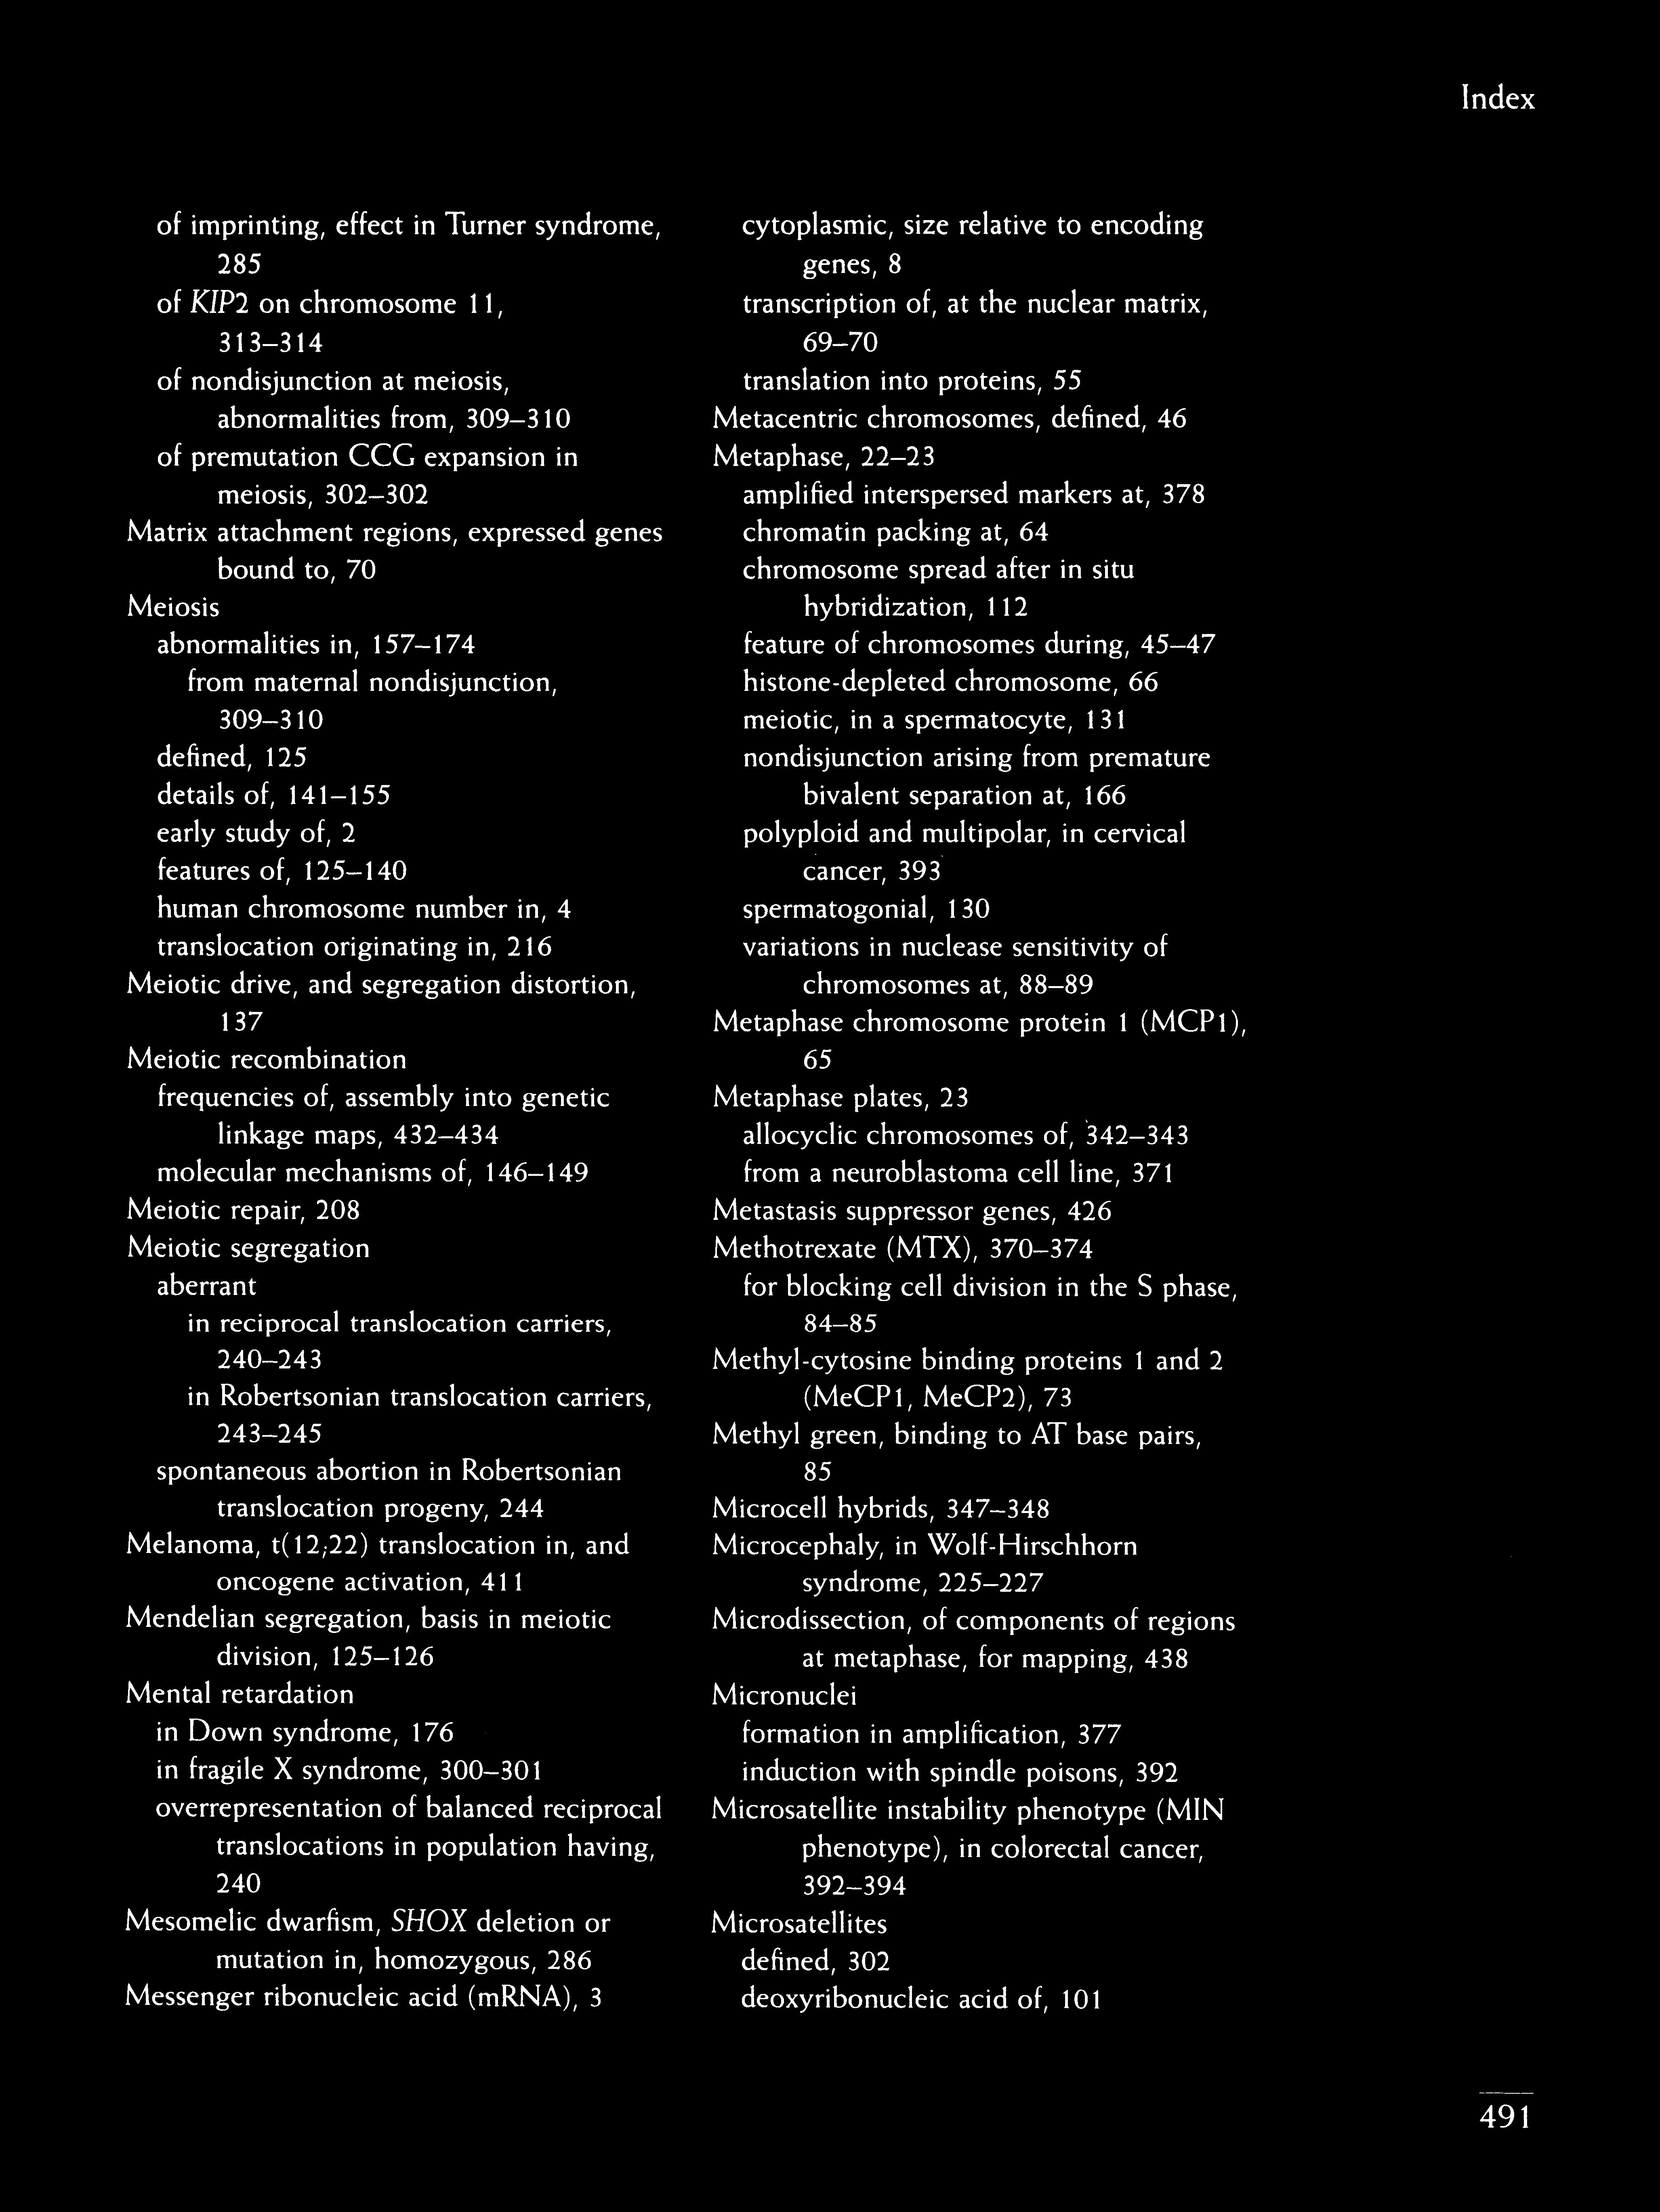 Index
of imprinting, effect in Turner syndrome,
285
of KIP2 on chromosome 11,
313–314
of nondisjunction at meiosis,
abnormalities from, 309–310
of premutation CCG expansion in
meiosis, 302–302
Matrix attachment regions, expressed genes
bound to, 70
Meiosis
abnormalities in, 157–174
from maternal nondisjunction,
309–310
defined, 125
details of, 141–155
early study of, 2
features of, 125–140
human chromosome number in, 4
translocation originating in, 216
Meiotic drive, and segregation distortion,
137
Meiotic recombination
frequencies of, assembly into genetic
linkage maps, 432–434
molecular mechanisms of, 146–149
Meiotic repair, 208
Meiotic segregation
aberrant
in reciprocal translocation carriers,
240–243
in Robertsonian translocation carriers,
243–245
spontaneous abortion in Robertsonian
translocation progeny, 244
Melanoma, t(12;22) translocation in, and
oncogene activation, 411
Mendelian segregation, basis in meiotic
division, 125–126
Mental retardation
in Down syndrome, 176
in fragile X syndrome, 300–301
overrepresentation of balanced reciprocal
translocations in population having,
240
Mesomelic dwarfism, SHOX deletion or
mutation in, homozygous, 286
Messenger ribonucleic acid (mRNA), 3
cytoplasmic, size relative to encoding
genes, 8
transcription of, at the nuclear matrix,
69–70
translation into proteins, 55
Metacentric chromosomes, defined, 46
Metaphase, 22–23
amplified interspersed markers at, 378
chromatin packing at, 64
chromosome spread after in situ
hybridization, 112
feature of chromosomes during, 45–47
histone-depleted chromosome, 66
meiotic, in a spermatocyte, 131
nondisjunction arising from premature
bivalent separation at, 166
polyploid and multipolar, in cervical
cancer, 393
spermatogonial, 130
variations in nuclease sensitivity of
chromosomes at, 88–89
Metaphase chromosome protein 1 (MCP1),
65
Metaphase plates, 23
allocyclic chromosomes of, 342–343
from a neuroblastoma cell line, 371
Metastasis suppressor genes, 426
Methotrexate (MTX), 370–374
for blocking cell division in the S phase,
84–85
Methyl-cytosine binding proteins 1 and 2
(MeCP1, MeCP2), 73
Methyl green, binding to AT base pairs,
85
Microcell hybrids, 347–348
Microcephaly, in Wolf-Hirschhorn
syndrome, 225–227
Microdissection, of components of regions
at metaphase, for mapping, 438
Micronuclei
formation in amplification, 377
induction with spindle poisons, 392
Microsatellite instability phenotype (MIN
phenotype), in colorectal cancer,
392–394
Microsatellites
defined, 302
deoxyribonucleic acid of, 101
491